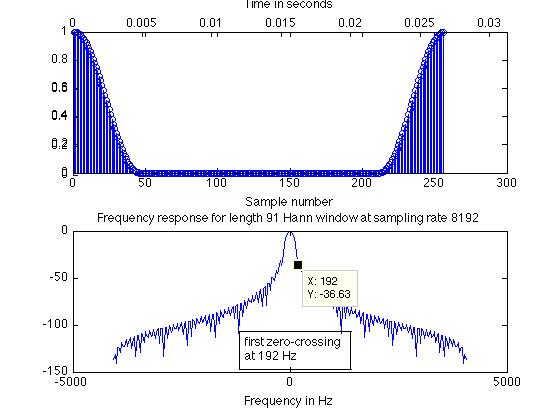 Time in seconds
0 0.005 0.01 0.015 0.02 0.025 0.03
1
0.8
0.6
0.4
0.2
0
0 50 100 150 200 250 300
Sample number
Frequency response for length 91 Hann window at sampling rate 8192
0
-50
-100
-150
X: 192
Y: -36.63
first zero-crossing
at 192 Hz
-5000 0 5000
Frequency in Hz